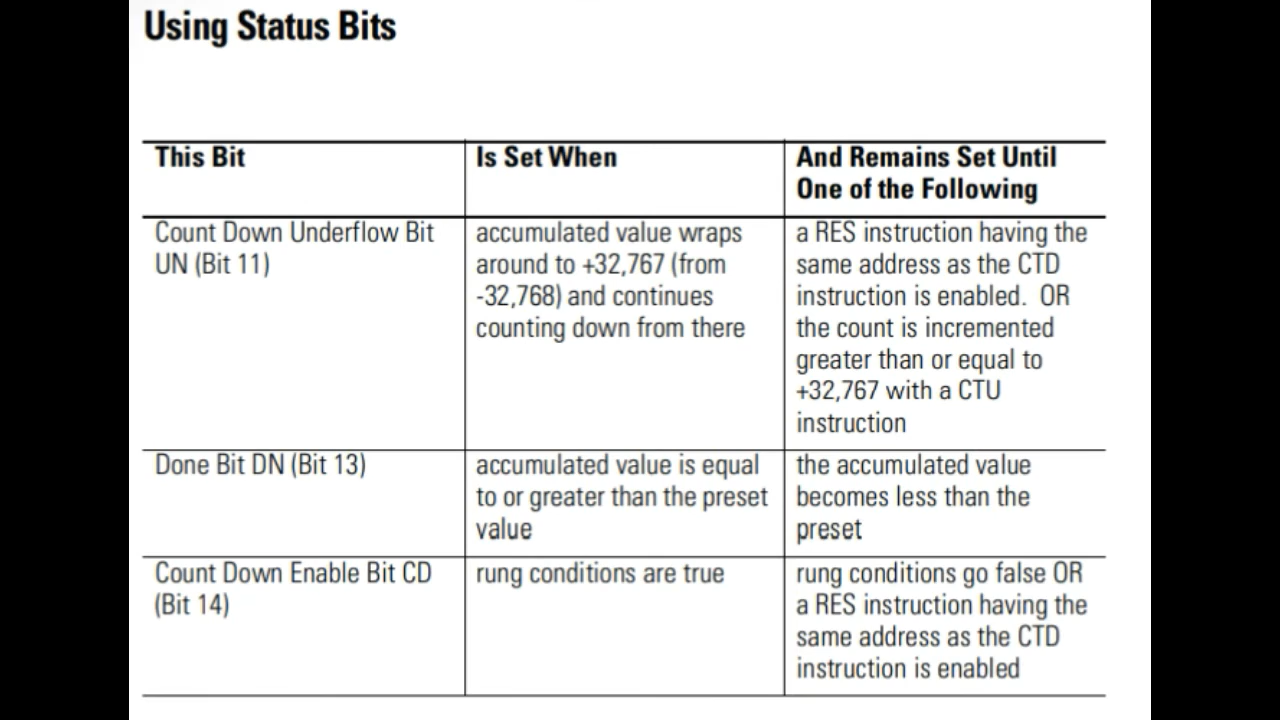 Using Status Bits
This Bit
Is Set When
And Remains Set Until
One of the Following
Count Down Underflow Bit
UN (Bit 11)
accumulated value wraps
around to +32,767 (from
-32,768) and continues
counting down from there
a RES instruction having the
same address as the CTD
instruction is enabled. OR
the count is incremented
greater than or equal to
+32,767 with a CTU
instruction
Done Bit DN (Bit 13)
accumulated value is equal
to or greater than the preset
value
the accumulated value
becomes less than the
preset
Count Down Enable Bit CD
(Bit 14)
rung conditions are true
rung conditions go false OR
a RES instruction having the
same address as the CTD
instruction is enabled